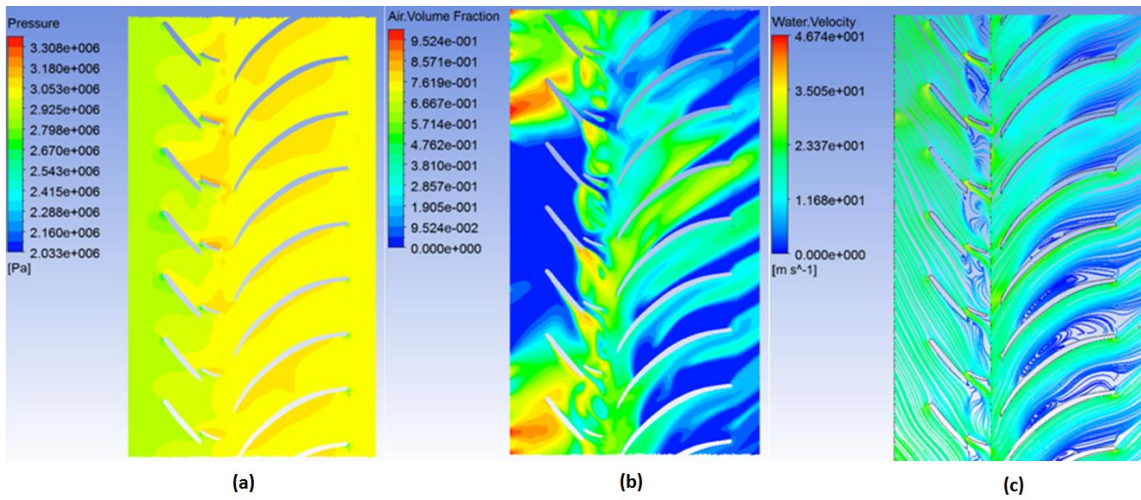 Pressure
3.308e+006
3.180e+006
3.053e+006
2.925e+006
2.798e+006
2.670e+006
2.543e+006
2.415e+006
2.288e+006
2.160e+006
2.033e+006
[Pa]
(a)
Air.Volume Fraction
9.524e-001
8.571e-001
7.619e-001
6.667e-001
5.714e-001
4.762e-001
3.810e-001
2.857e-001
1.905e-001
9.524e-002
0.000e+000
(b)
Water.Velocity
4.674e+001
3.505e+001
2.337e+001
1.168e+001
0.000e+000
[m s^-1]
(c)